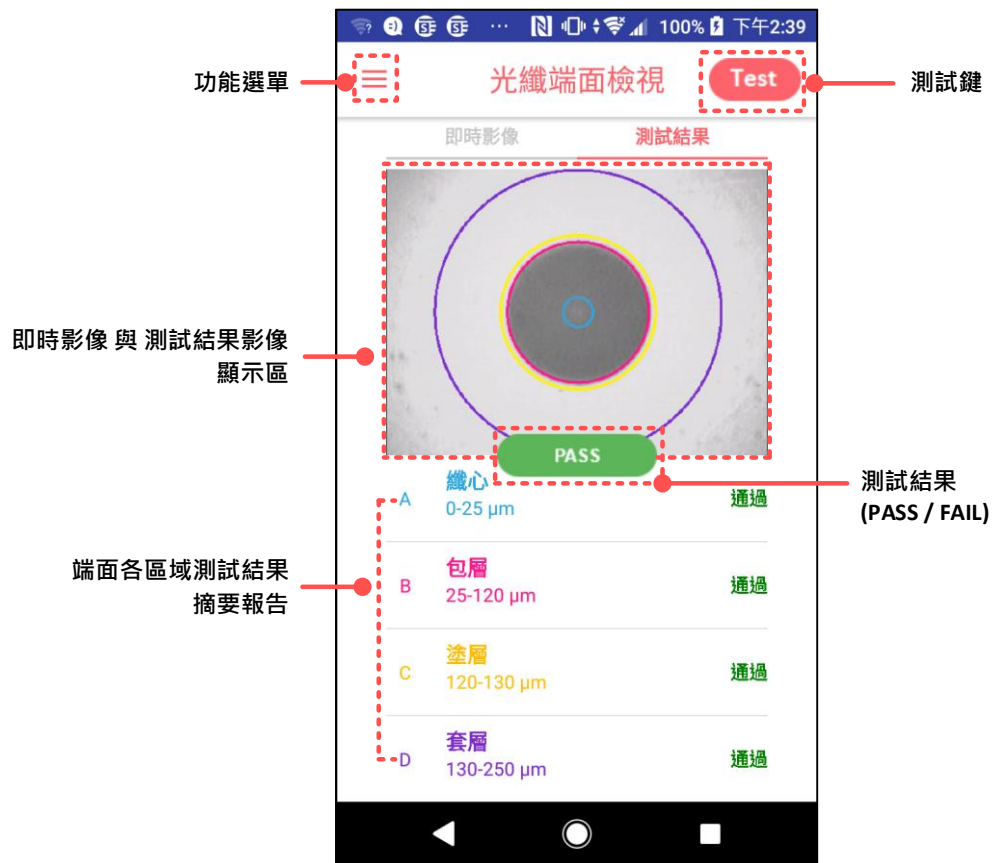 100% 下午2:39
功能選單
光纖端面檢視
Test
測試鍵
即時影像
測試結果
即時影像 與 測試結果影像
顯示區
PASS
測試結果
(PASS / FAIL)
端面各區域測試結果
摘要報告
A
纖心
0-25 µm
通過
B
包層
25-120 µm
通過
C
塗層
120-130 µm
通過
D
套層
130-250 µm
通過